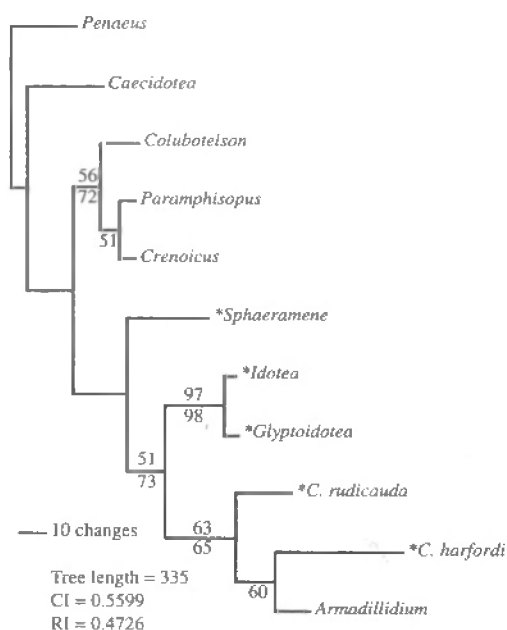 Penaeus
Caecidotea
Coluboteison
56
72
Paramphisopus
51
Crenoicus
*Sphaeramene
*Idotea
97
98
*Glyptoidotea
51
73
*C. rudicauda
63
65
10 changes
*C. harfordi
Tree length = 335
60
Armadillidium
CI = 0.5599
RI = 0.4726